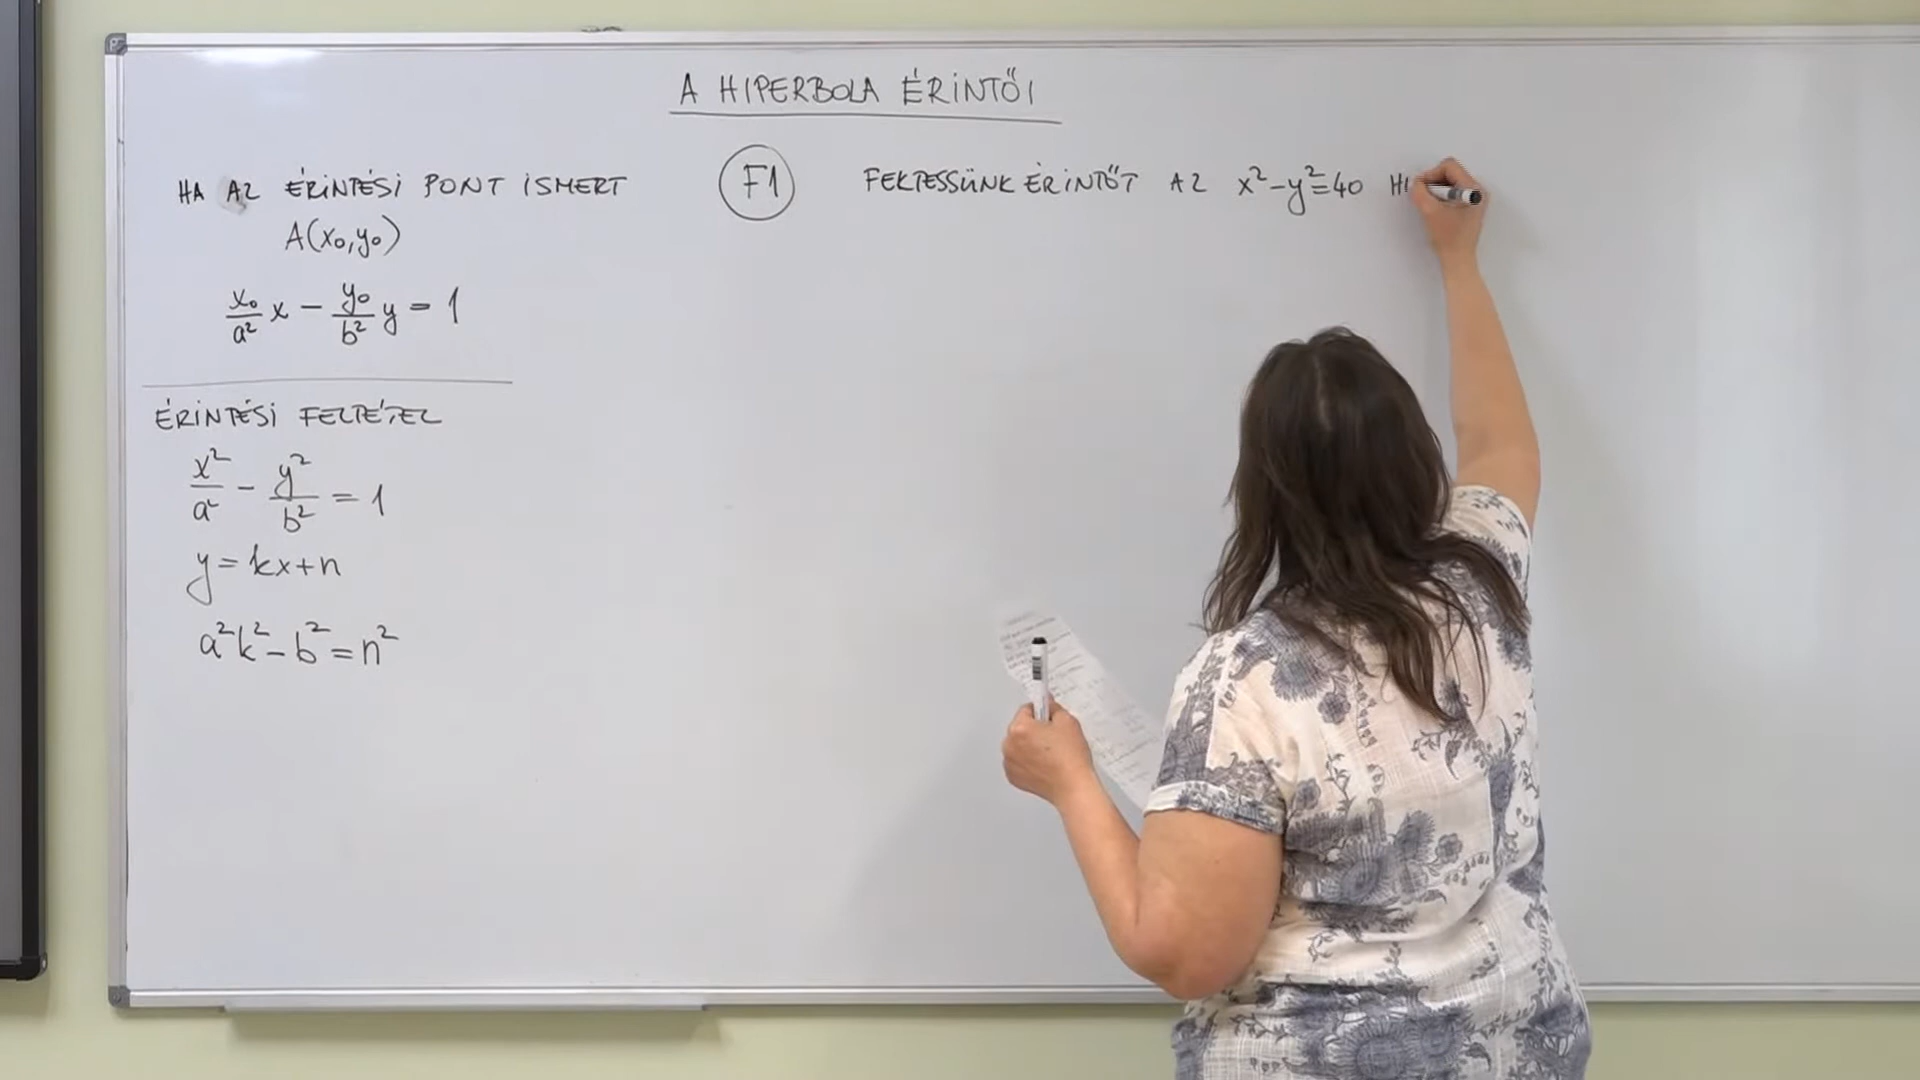 A HIPERBOLA ÉRINTŐI
HA AZ ÉRINTÉSI PONT ISMERT
A(x₀,y₀)
x₀/a² x − y₀/b² y = 1
ÉRINTÉSI FELTÉTEL
x²/a² − y²/b² = 1
y = kx+n
a²k² − b² = n²
F1 FEKTESSÜNK ÉRINTŐT AZ x²−y²=40 HI